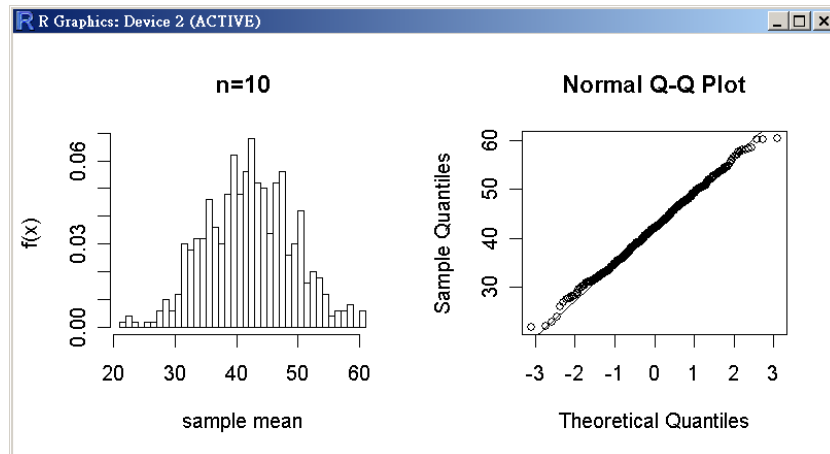 R Graphics: Device 2 (ACTIVE)
n=10
f(x)
0.06
0.03
0.00
20 30 40 50 60
sample mean
Normal Q-Q Plot
Sample Quantiles
60
50
40
30
-3 -2 -1 0 1 2 3
Theoretical Quantiles